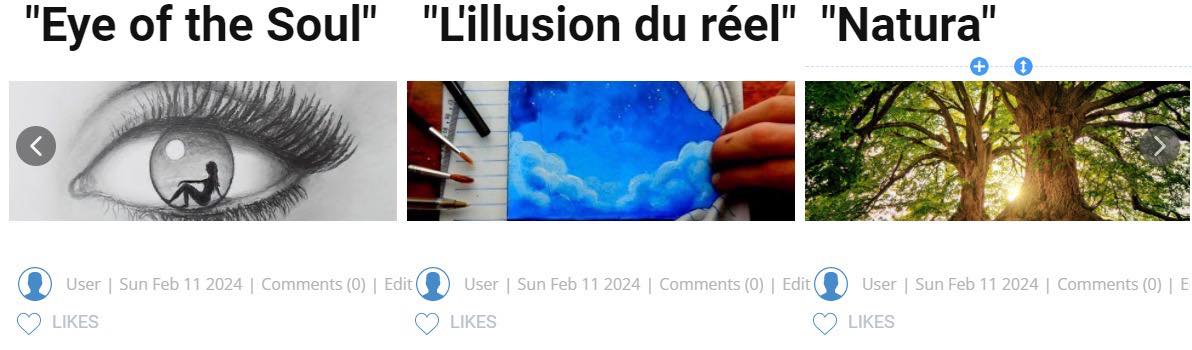 "Eye of the Soul"
"L'illusion du réel"
"Natura"
User | Sun Feb 11 2024 | Comments (0) | Edit
User | Sun Feb 11 2024 | Comments (0) | Edit
User | Sun Feb 11 2024 | Comments (0) | E
LIKES
LIKES
LIKES